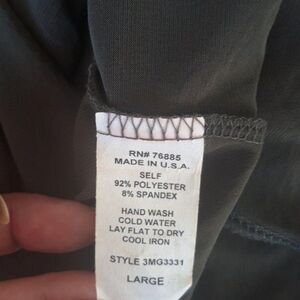 RN# 76885
MADE IN U.S.A.
SELF
92% POLYESTER
8% SPANDEX
HAND WASH
COLD WATER
LAY FLAT TO DRY
COOL IRON
STYLE 3MG3331
LARGE